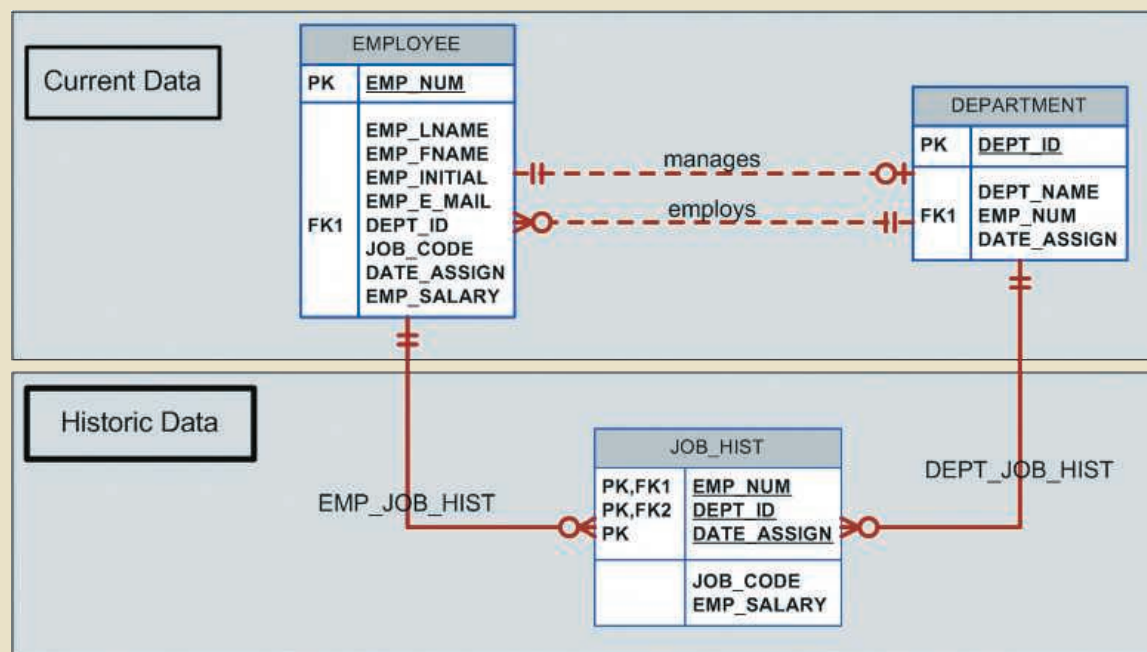 Current Data
EMPLOYEE
PK EMP_NUM
EMP_LNAME
EMP_FNAME
EMP_INITIAL
EMP_E_MAIL
FK1 DEPT_ID
JOB_CODE
DATE_ASSIGN
EMP_SALARY
manages
employs
DEPARTMENT
PK DEPT_ID
DEPT_NAME
FK1 EMP_NUM
DATE_ASSIGN
Historic Data
EMP_JOB_HIST
JOB_HIST
PK,FK1 EMP_NUM
PK,FK2 DEPT_ID
PK DATE_ASSIGN
JOB_CODE
EMP_SALARY
DEPT_JOB_HIST